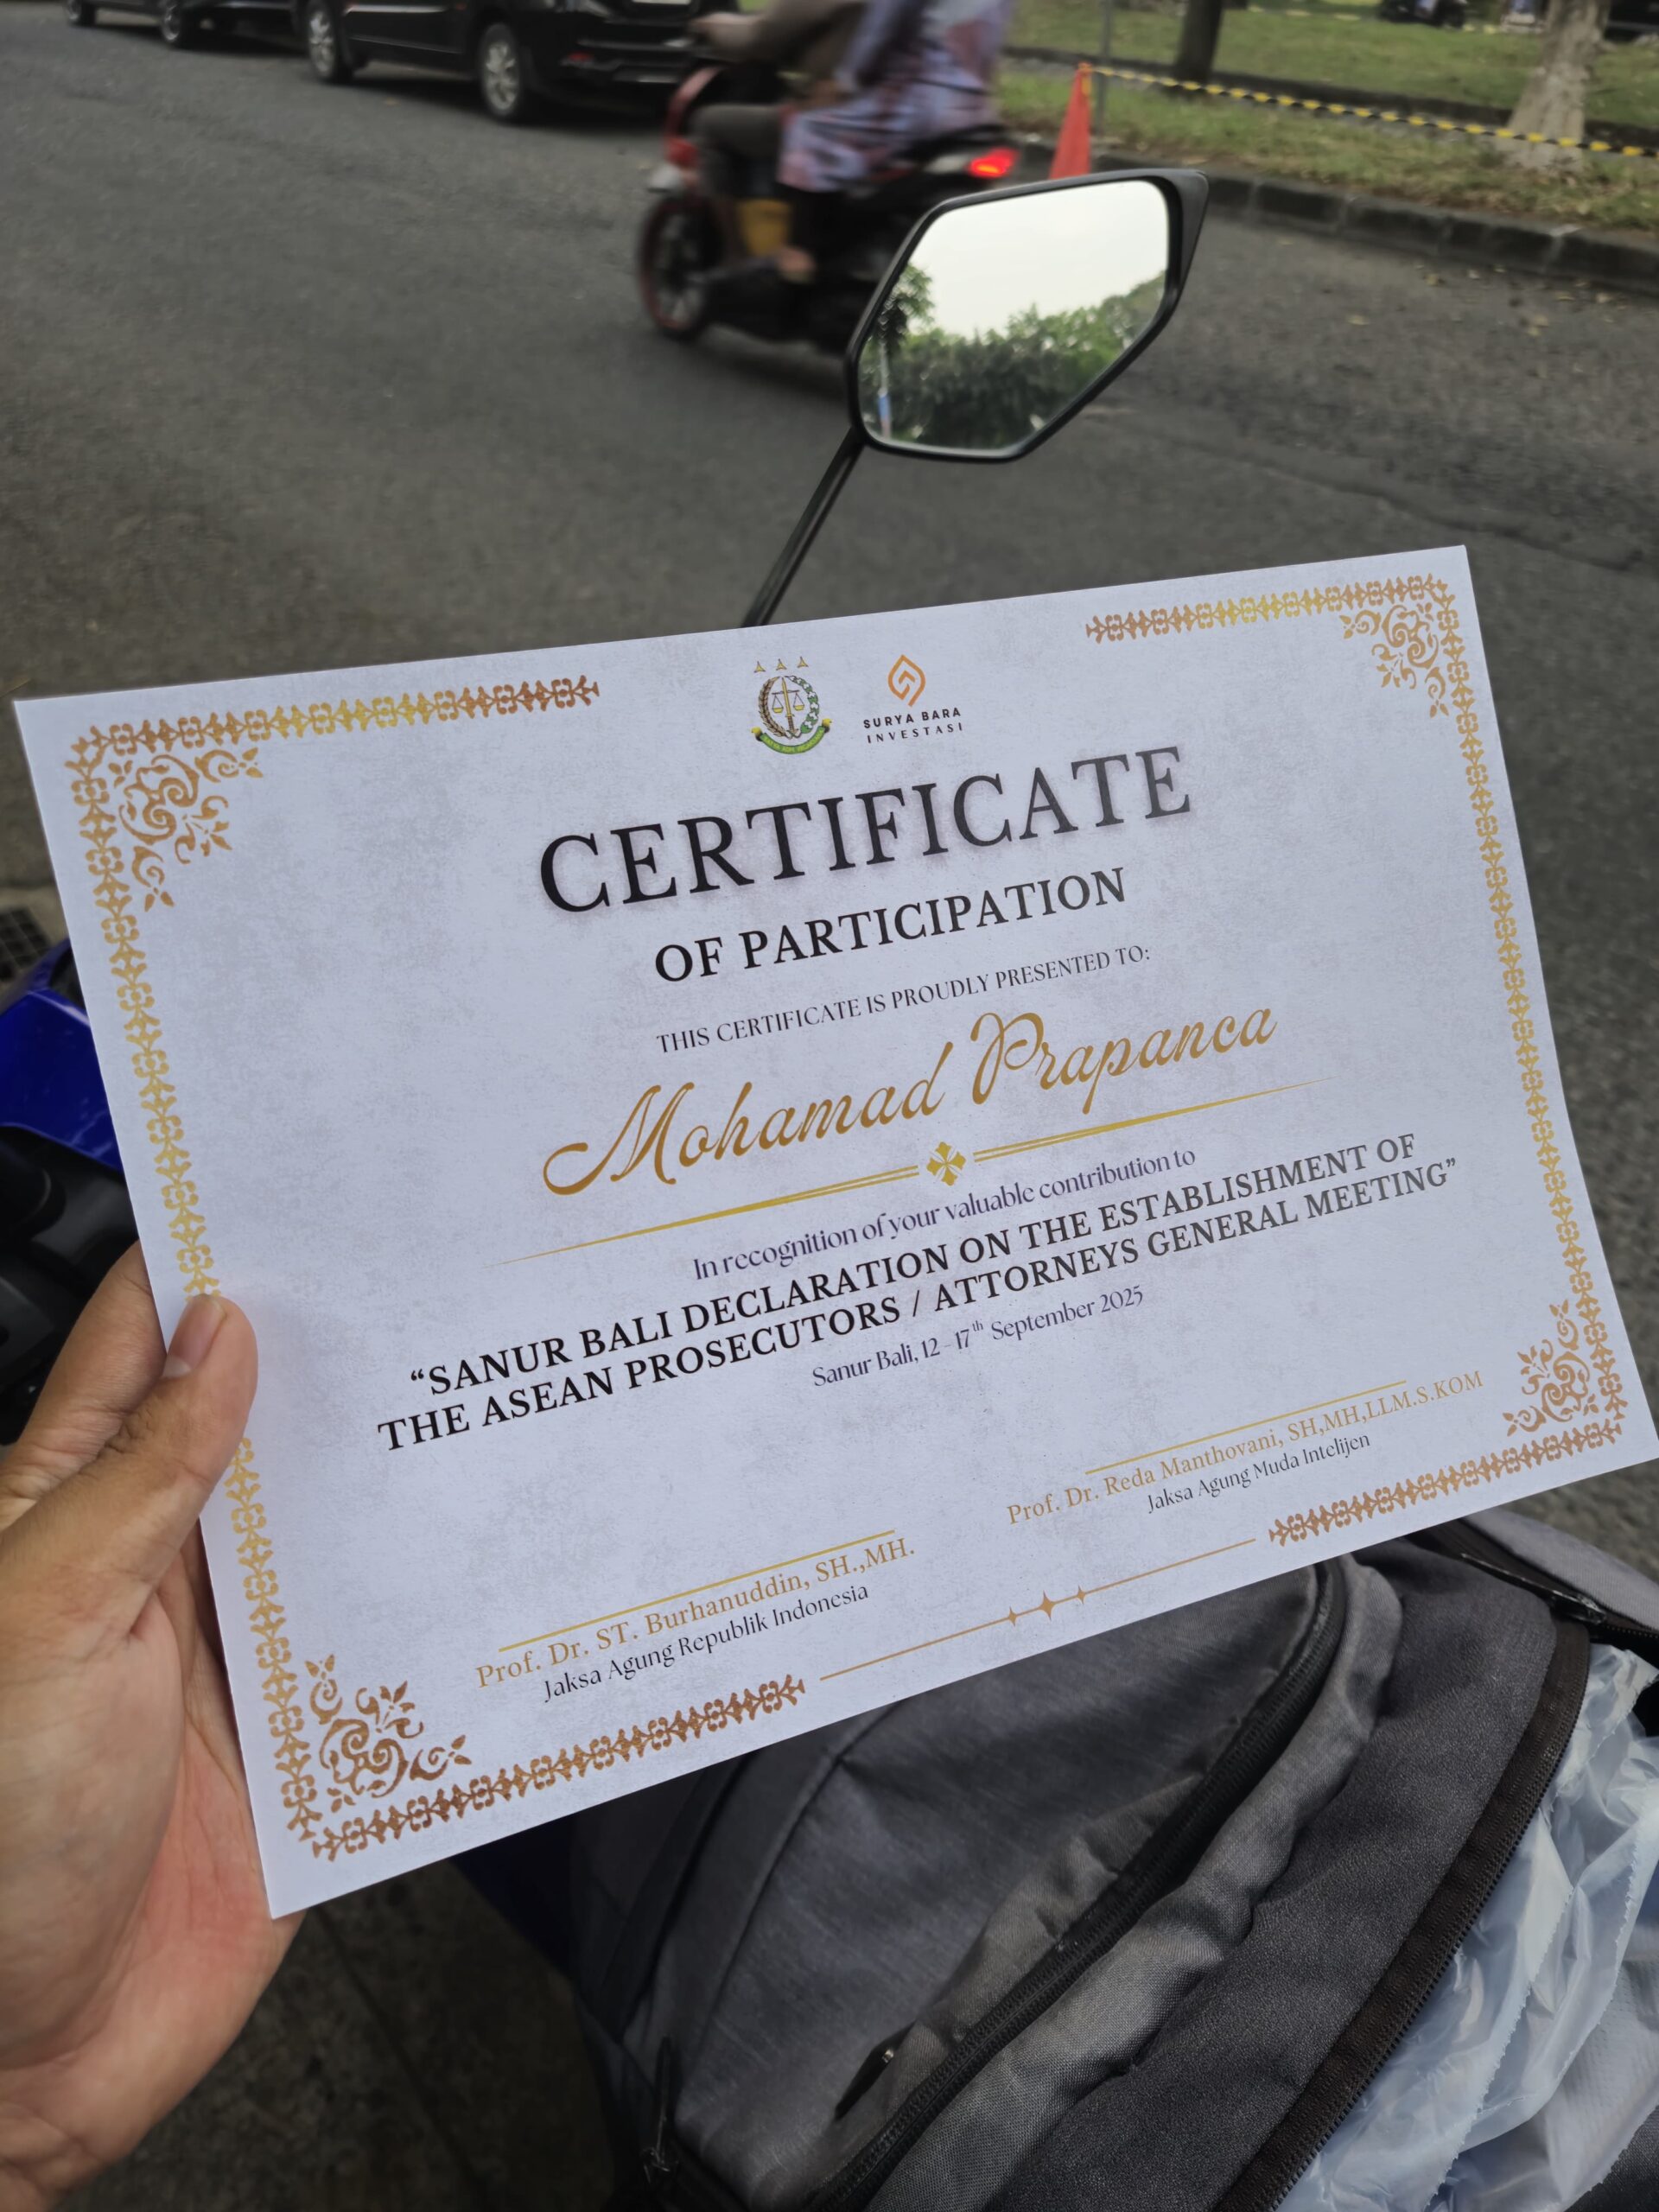 SURYA BARA
INVESTASI
CERTIFICATE
OF PARTICIPATION
THIS CERTIFICATE IS PROUDLY PRESENTED TO:
Mohamad Prapanca
In recognition of your valuable contribution to
“SANUR BALI DECLARATION ON THE ESTABLISHMENT OF
THE ASEAN PROSECUTORS / ATTORNEYS GENERAL MEETING”
Sanur Bali, 12 - 17th September 2025
Prof. Dr. ST. Burhanuddin, SH.,MH.
Jaksa Agung Republik Indonesia
Prof. Dr. Reda Manthovani, SH,MH,LLM.S.KOM
Jaksa Agung Muda Intelijen